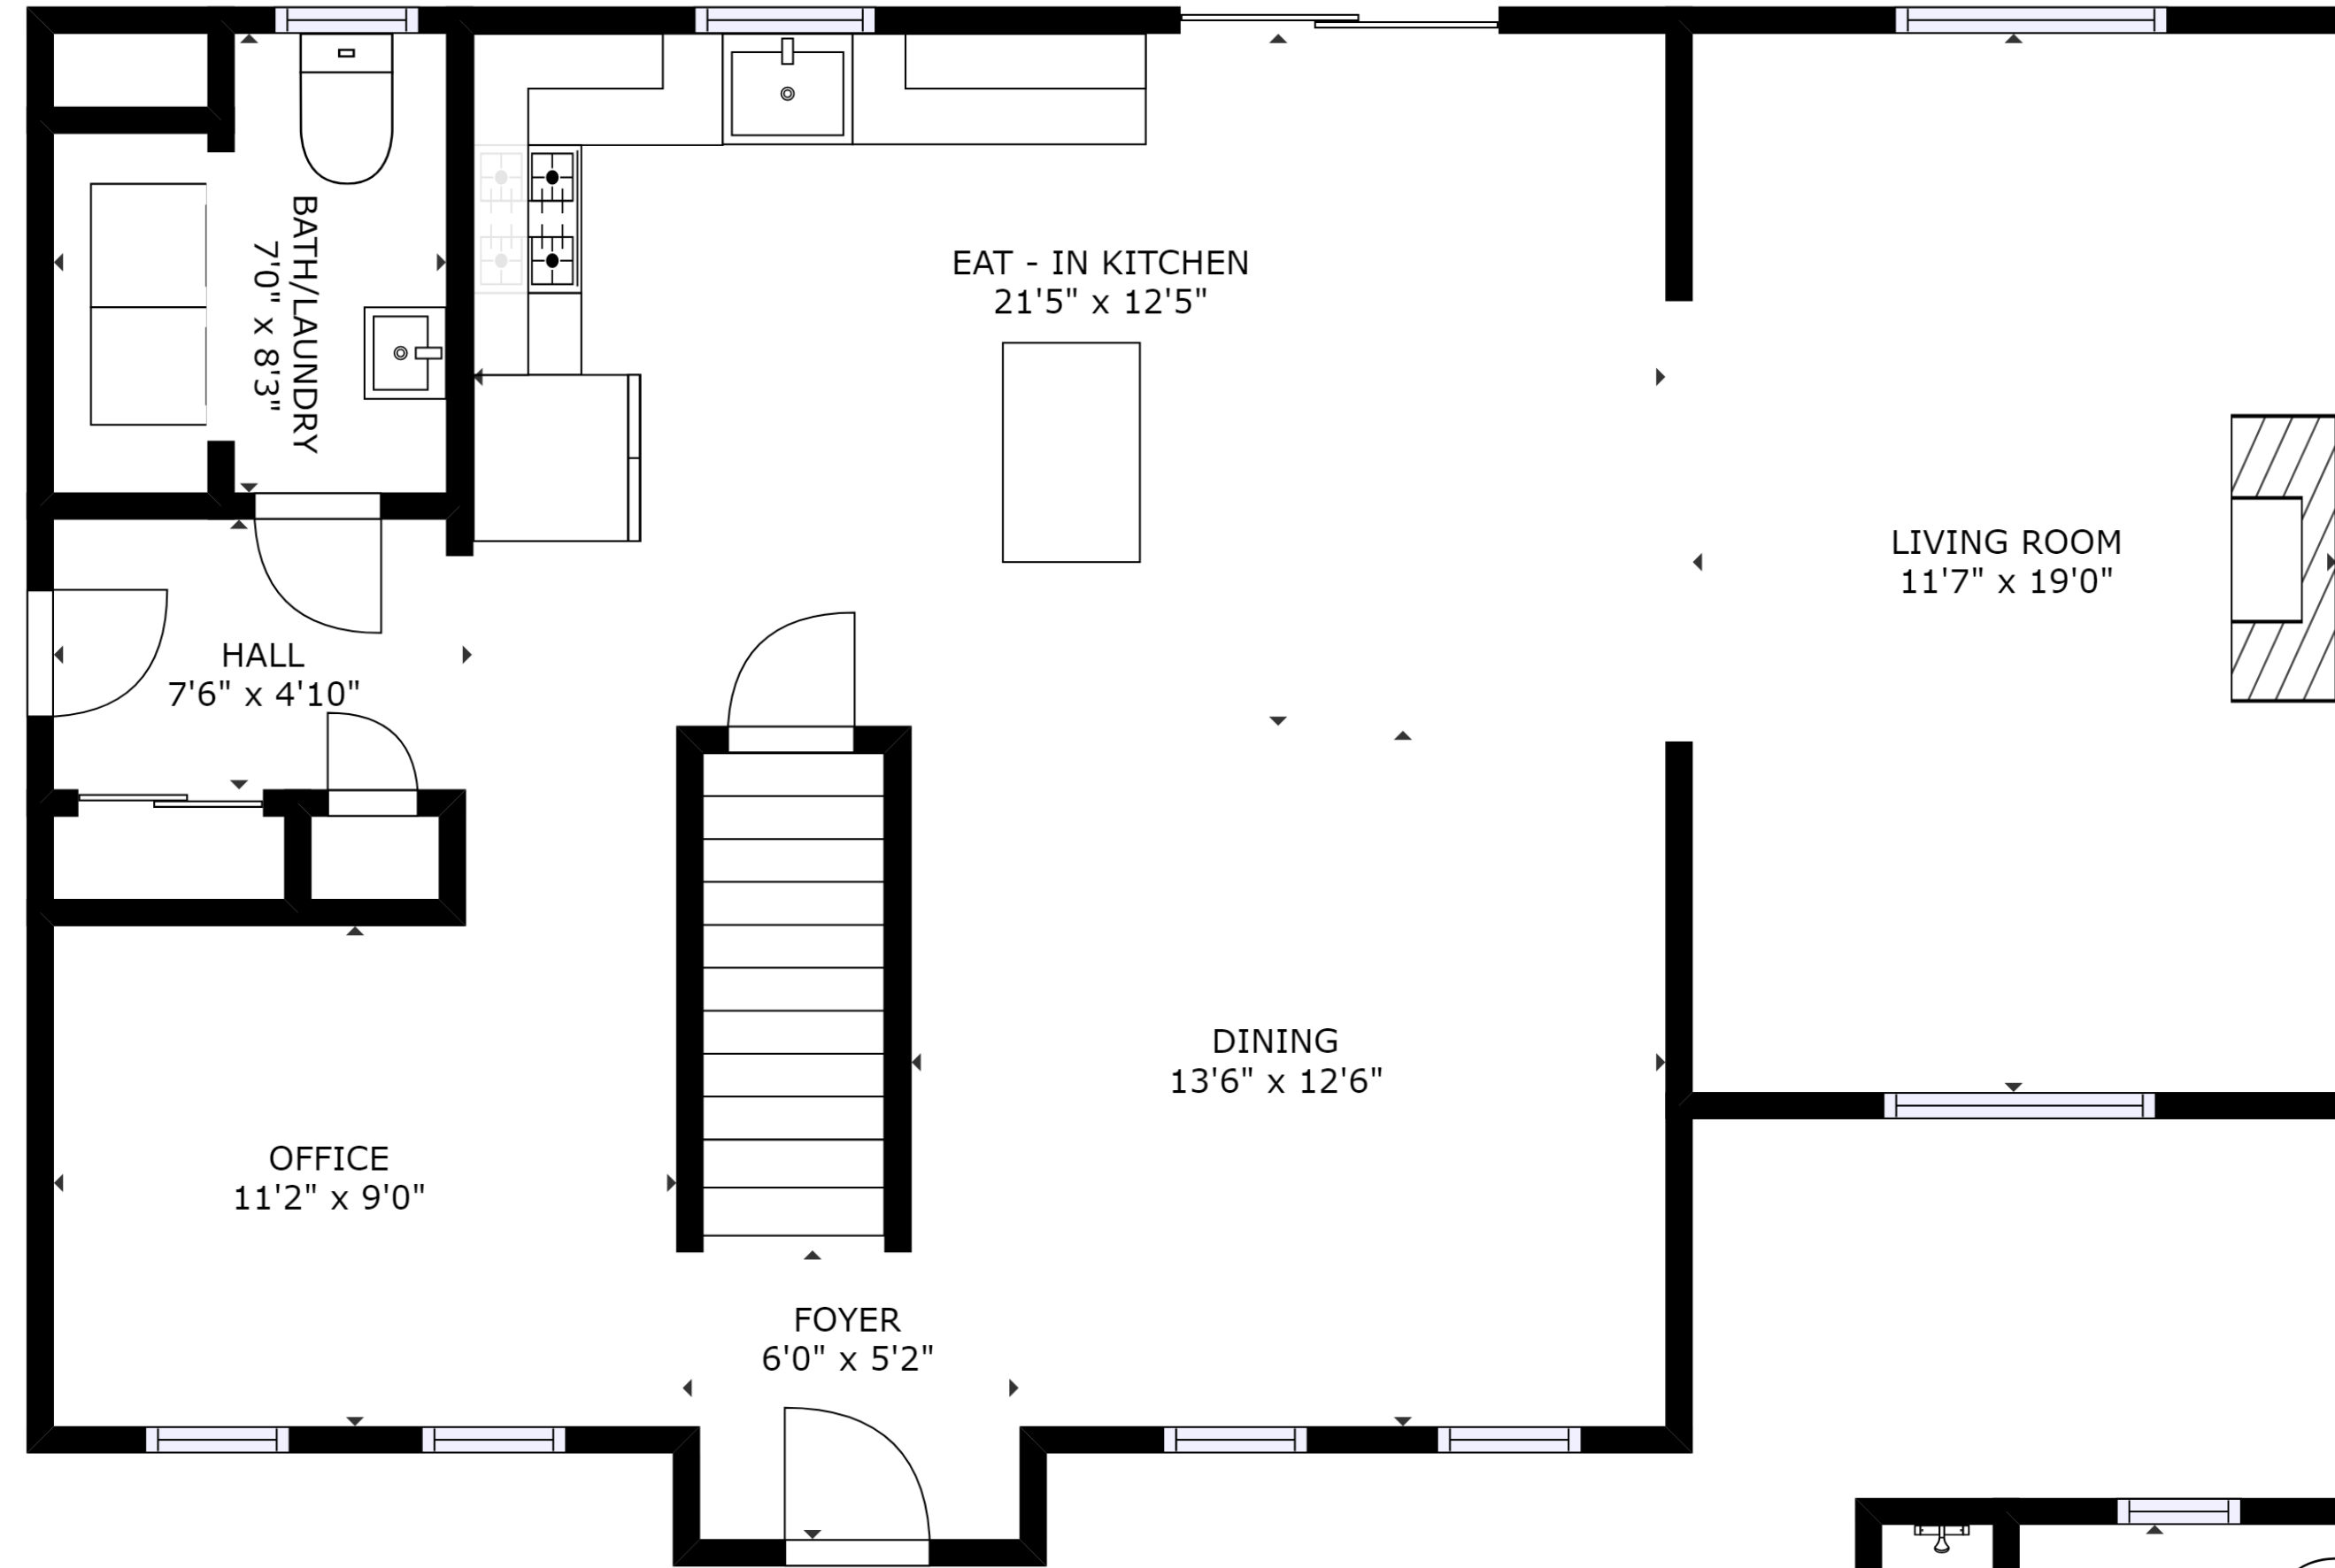 BATH/LAUNDRY
7'0" x 8'3"
EAT - IN KITCHEN
21'5" x 12'5"
LIVING ROOM
11'7" x 19'0"
HALL
7'6" x 4'10"
DINING
13'6" x 12'6"
OFFICE
11'2" x 9'0"
FOYER
6'0" x 5'2"